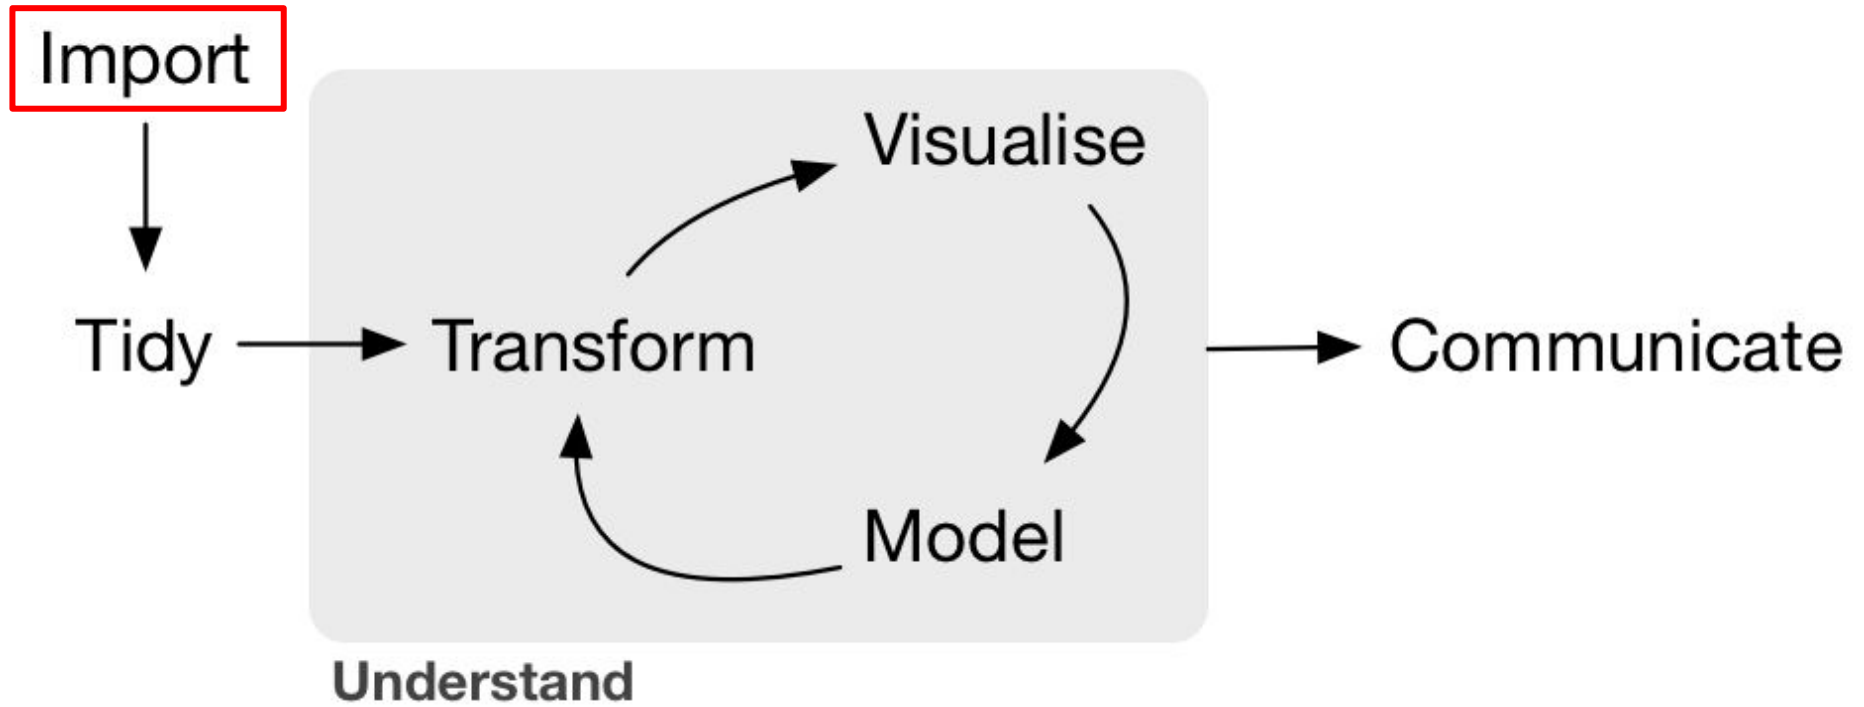 Import
Visualise
Tidy
Transform
Communicate
Model
Understand